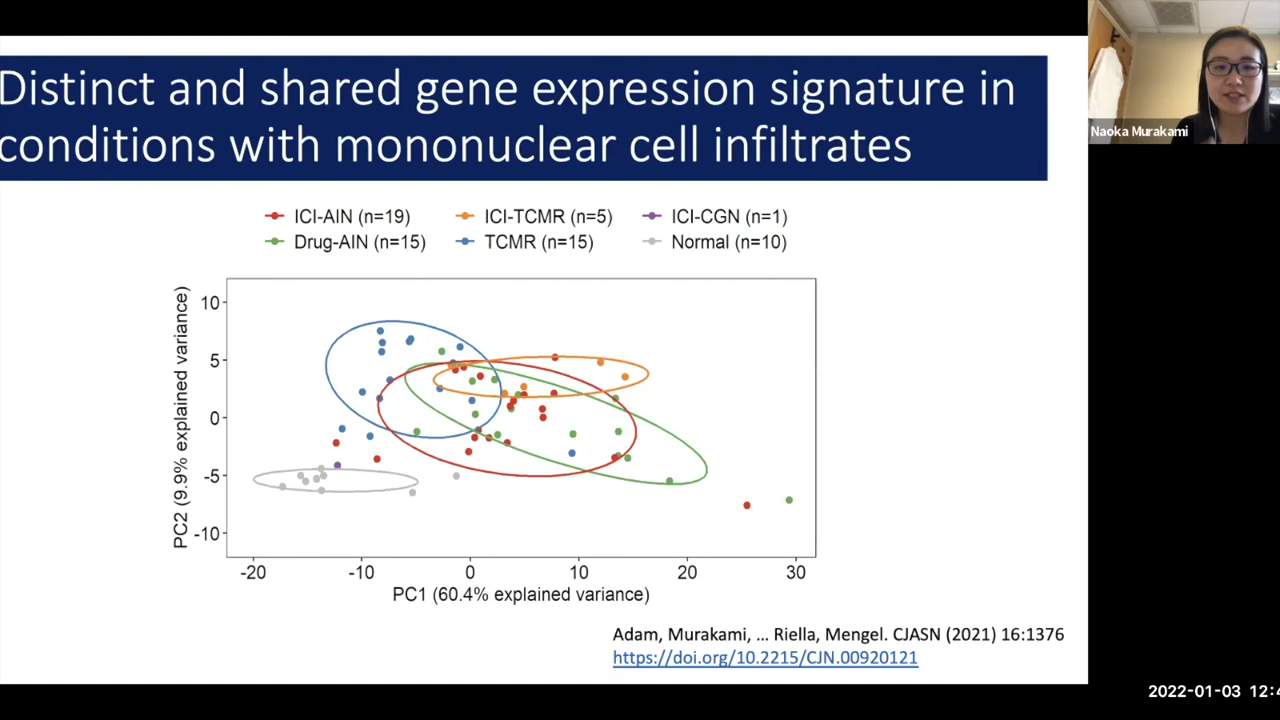 Distinct and shared gene expression signature in
conditions with mononuclear cell infiltrates
Naoka Murakami
ICI-AIN (n=19)
ICI-TCMR (n=5)
ICI-CGN (n=1)
Drug-AIN (n=15)
TCMR (n=15)
Normal (n=10)
PC2 (9.9% explained variance)
10
5
0
-5
-10
-20
-10
0
10
20
30
PC1 (60.4% explained variance)
Adam, Murakami, ... Riella, Mengel. CJASN (2021) 16:1376
https://doi.org/10.2215/CJN.00920121
2022-01-03 12:4